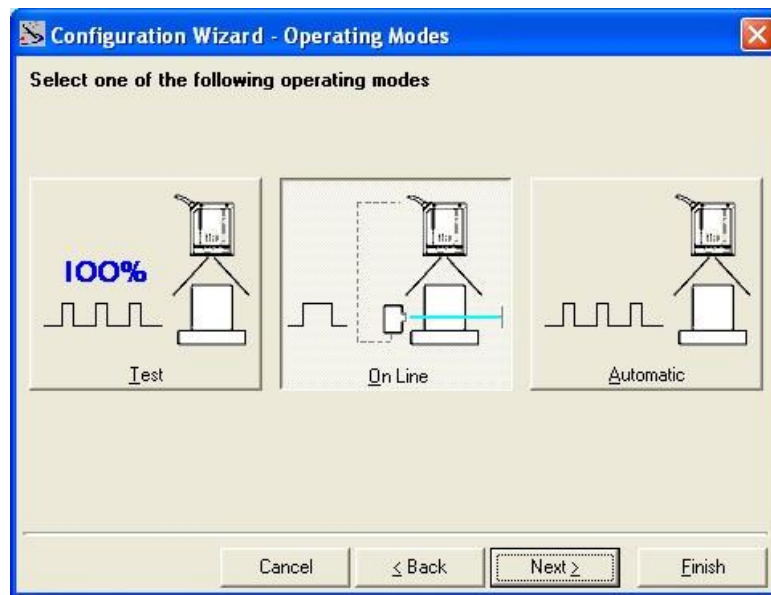 Configuration Wizard - Operating Modes
Select one of the following operating modes
100%
Test
On Line
Automatic
Cancel
< Back
Next >
Finish